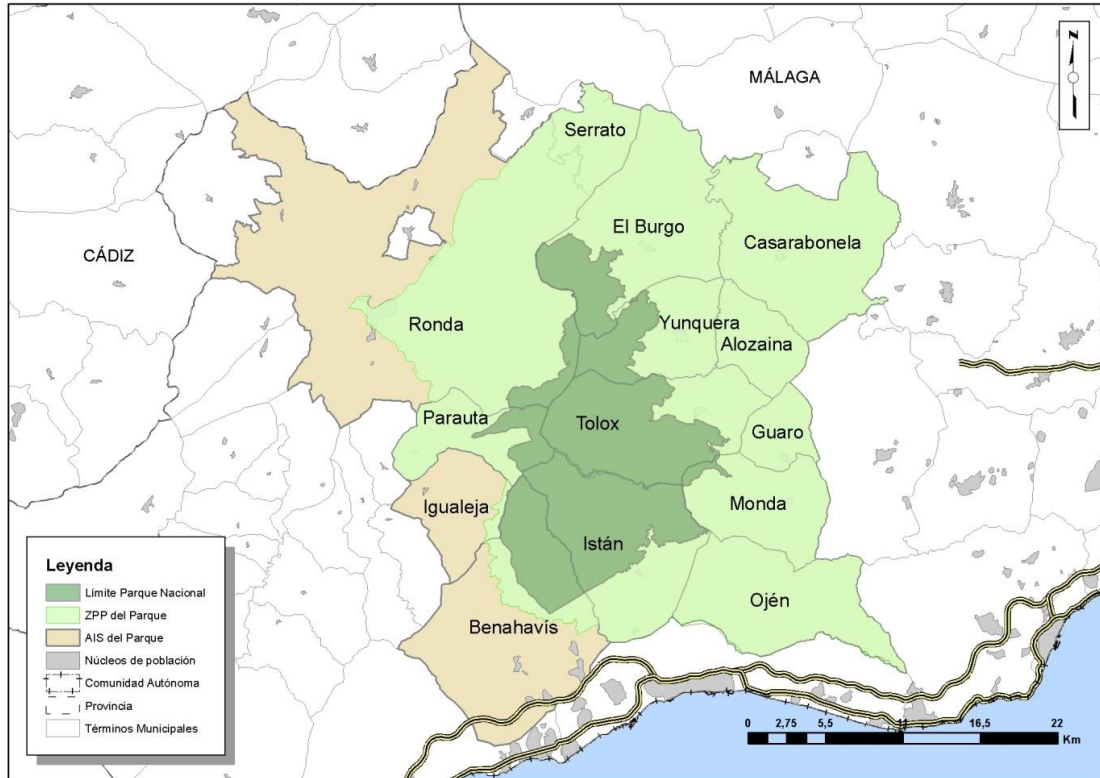 MÁLAGA
N
Serrato
El Burgo
Casarabonela
CÁDIZ
Ronda
Yunquera
Alozaina
Parauta
Tolox
Guaro
Igualeja
Monda
Istán
Ojén
Benahavís
Leyenda
Límite Parque Nacional
ZPP del Parque
AIS del Parque
Núcleos de población
Comunidad Autónoma
Provincia
Términos Municipales
0 2,75 5,5 11 16,5 22
Km